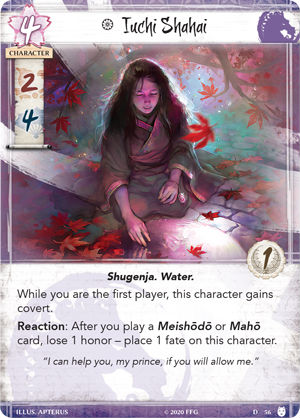 4
Iuchi Shahai
CHARACTER
2
4
1
Shugenja. Water.
While you are the first player, this character gains
covert.
Reaction: After you play a Meishōdō or Mahō
card, lose 1 honor – place 1 fate on this character.
"I can help you, my prince, if you will allow me."
ILLUS. APTERUS
© 2020 FFG
D 56